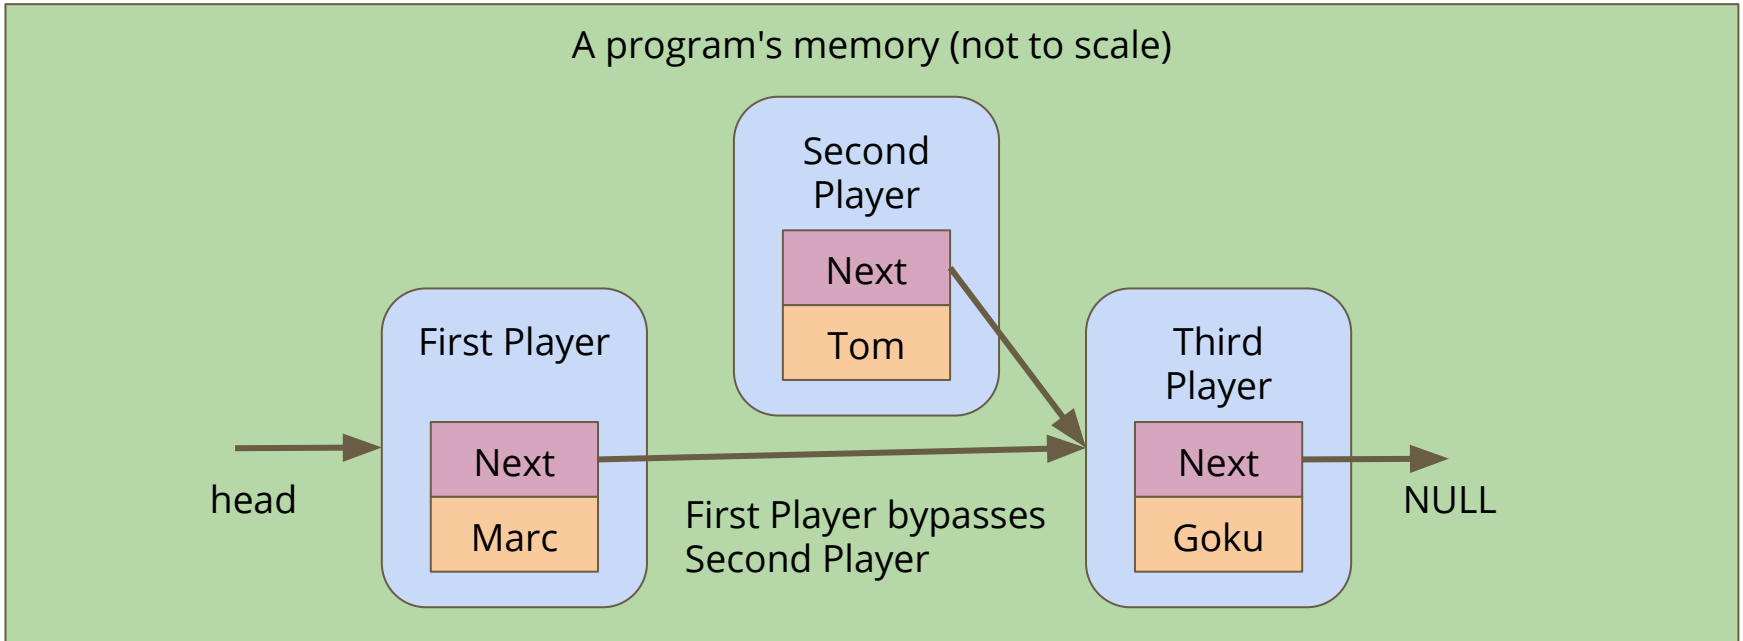 A program's memory (not to scale)
Second
Player
Next
Tom
First Player
Next
Marc
Third
Player
Next
Goku
head
First Player bypasses
Second Player
NULL